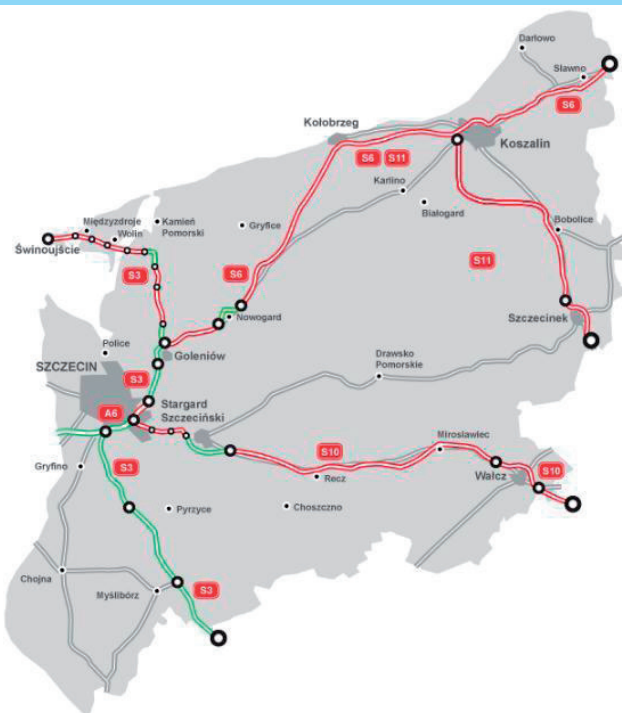 Darłowo
Sławno
S6
Kołobrzeg
Koszalin
S6 S11
Karlino
Białogard
Międzyzdroje
Wolin
Kamień
Pomorski
Gryfice
Bobolice
Świnoujście
S3
S6
S11
Nowogard
Szczecinek
Police
Goleniów
SZCZECIN
Drawsko
Pomorskie
S3
A6
Stargard
Szczeciński
Mirosławiec
S10
S10
Gryfino
S3
Recz
Wałcz
Pyrzyce
Choszczno
Chojna
Myślibórz
S3